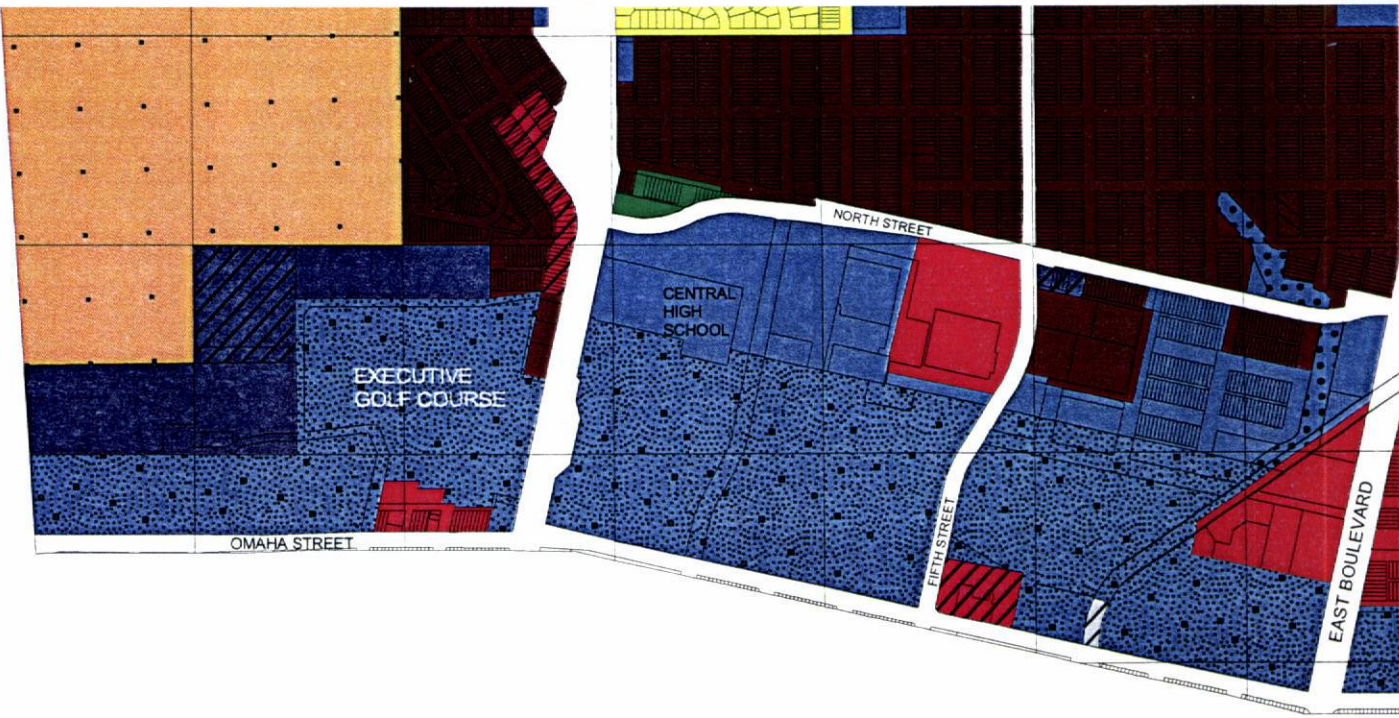 NORTH STREET
CENTRAL
HIGH
SCHOOL
EXECUTIVE
GOLF COURSE
OMAHA STREET
FIFTH STREET
EAST BOULEVARD